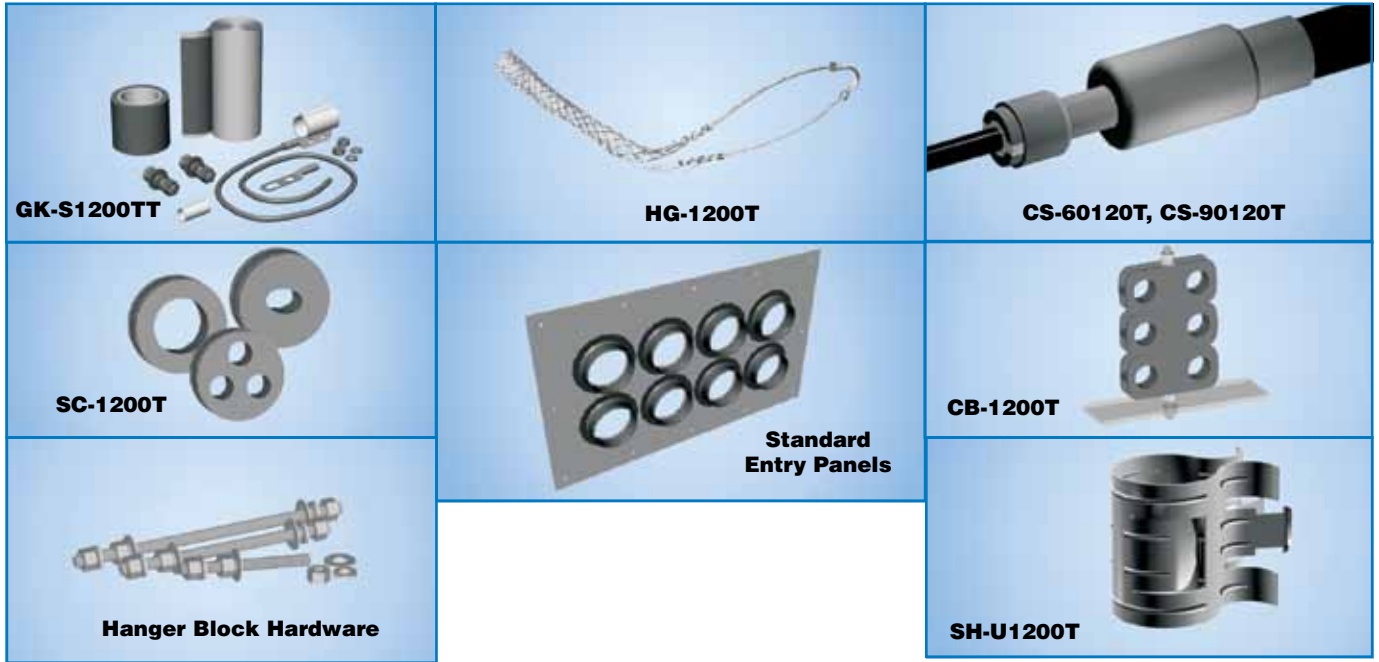 GK-S1200TT
HG-1200T
CS-60120T, CS-90120T
SC-1200T
Standard
Entry Panels
CB-1200T
Hanger Block Hardware
SH-U1200T